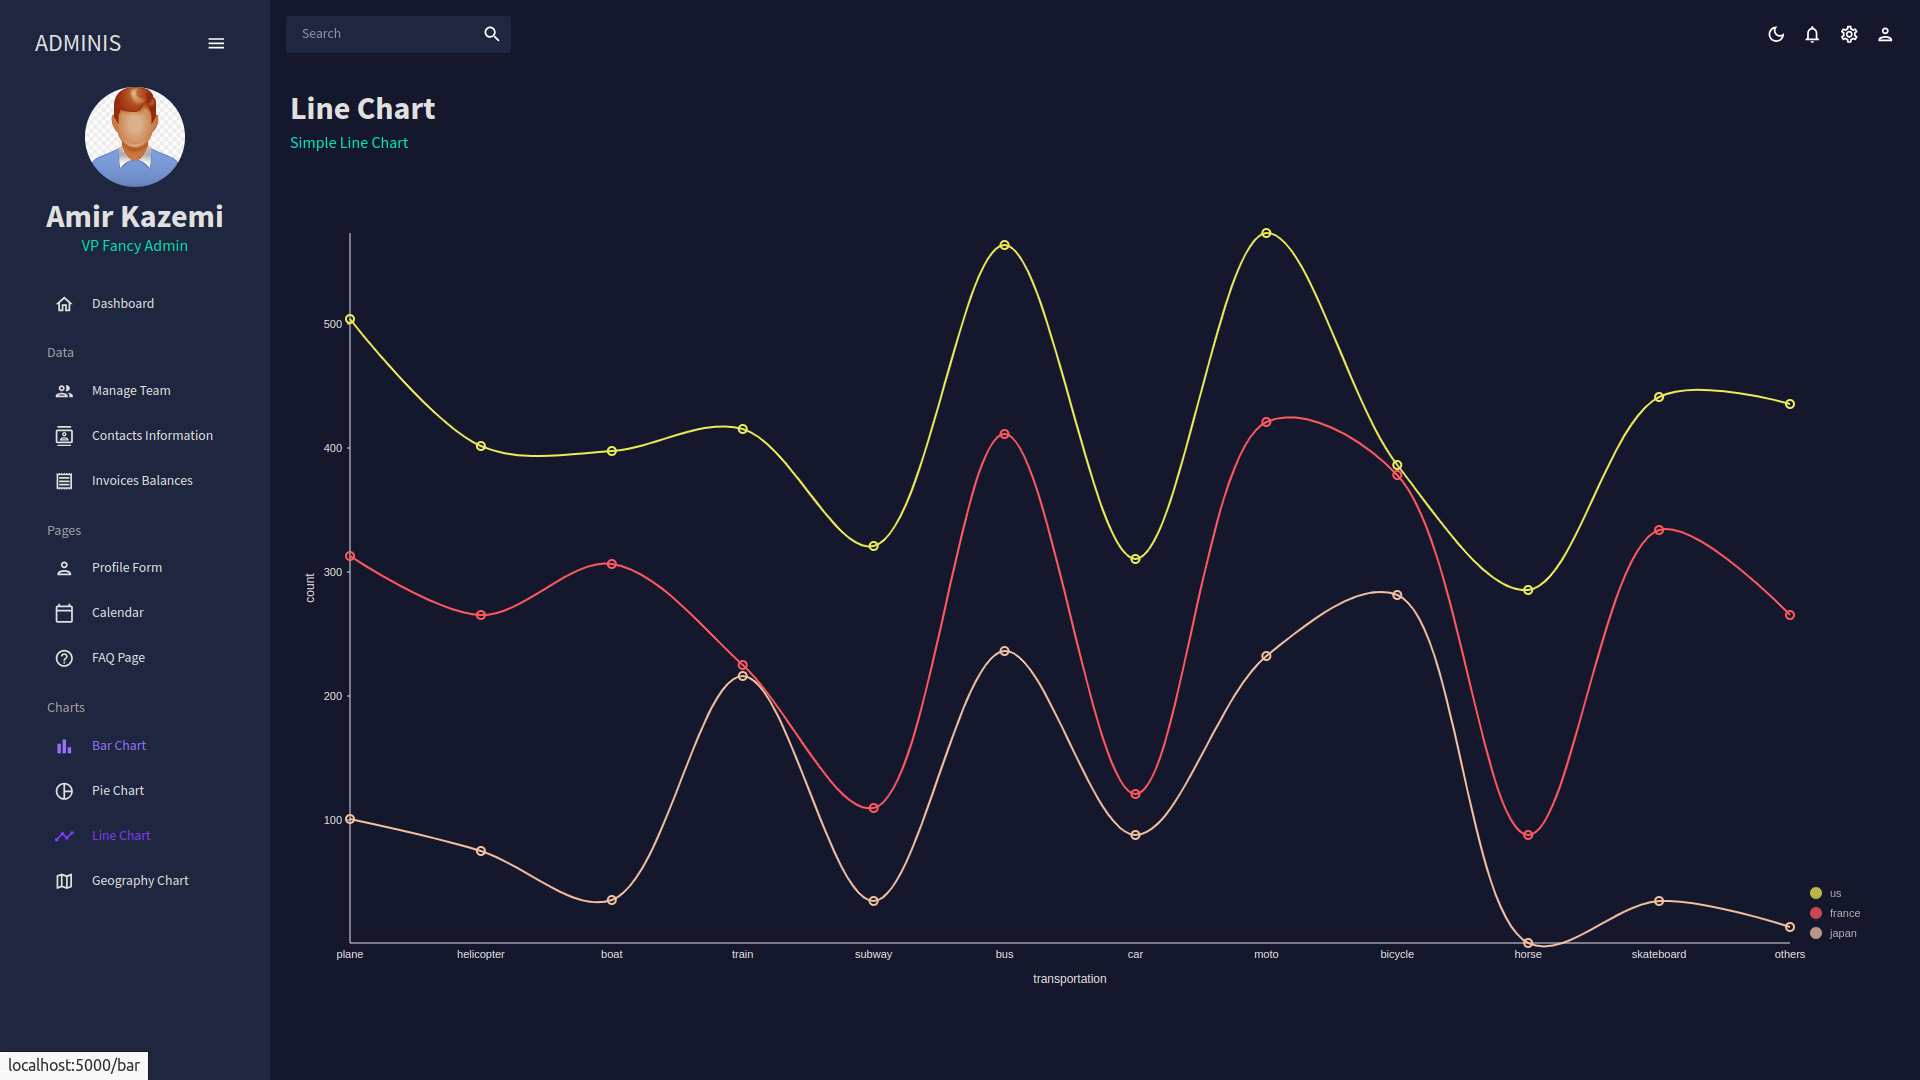 ADMINIS
Amir Kazemi
VP Fancy Admin
Dashboard
Data
Manage Team
Contacts Information
Invoices Balances
Pages
Profile Form
Calendar
FAQ Page
Charts
Bar Chart
Pie Chart
Line Chart
Geography Chart
localhost:5000/bar
Search
Line Chart
Simple Line Chart
500
400
300
200
100
count
plane helicopter boat train subway bus car moto bicycle horse skateboard others
transportation
us
france
japan